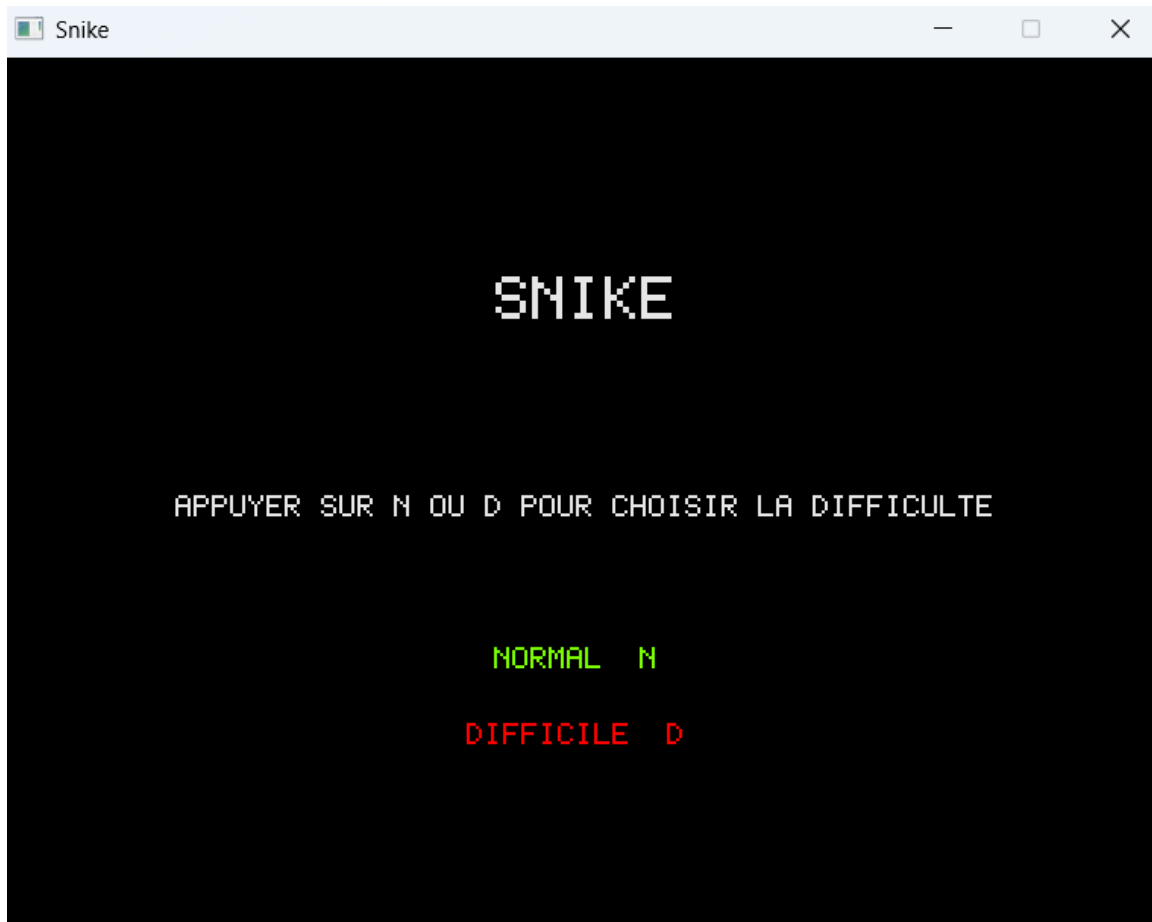 Snike
SNIKE
APPUYER SUR N OU D POUR CHOISIR LA DIFFICULTE
NORMAL N
DIFFICILE D